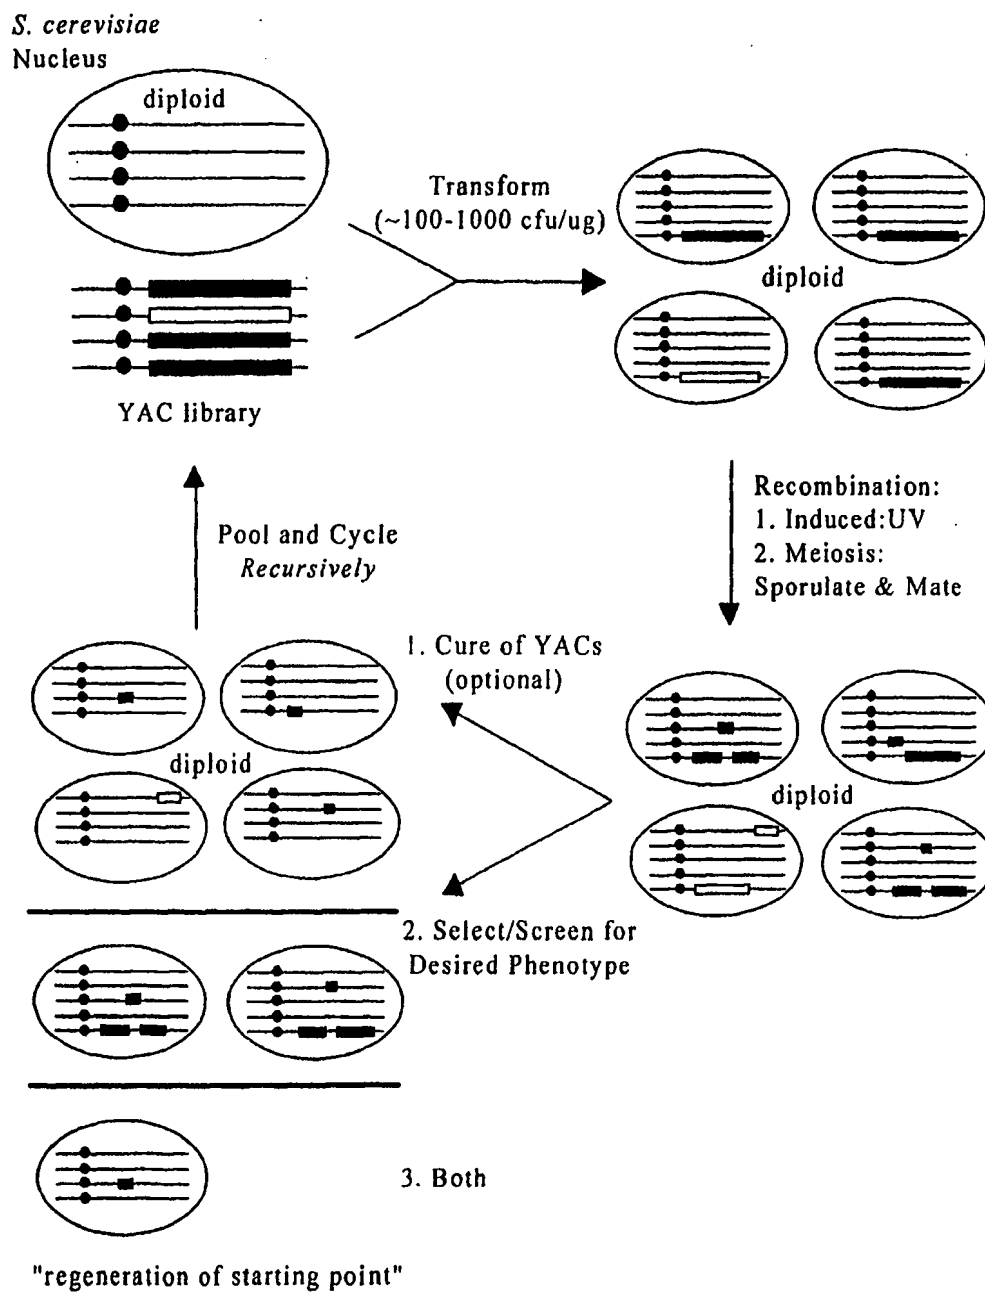 S. cerevisiae
Nucleus
diploid
Transform
(~100-1000 cfu/ug)
diploid
YAC library
Recombination:
1. Induced:UV
2. Meiosis:
Sporulate & Mate
Pool and Cycle
Recursively
1. Cure of YACs
(optional)
diploid
diploid
2. Select/Screen for
Desired Phenotype
3. Both
"regeneration of starting point"